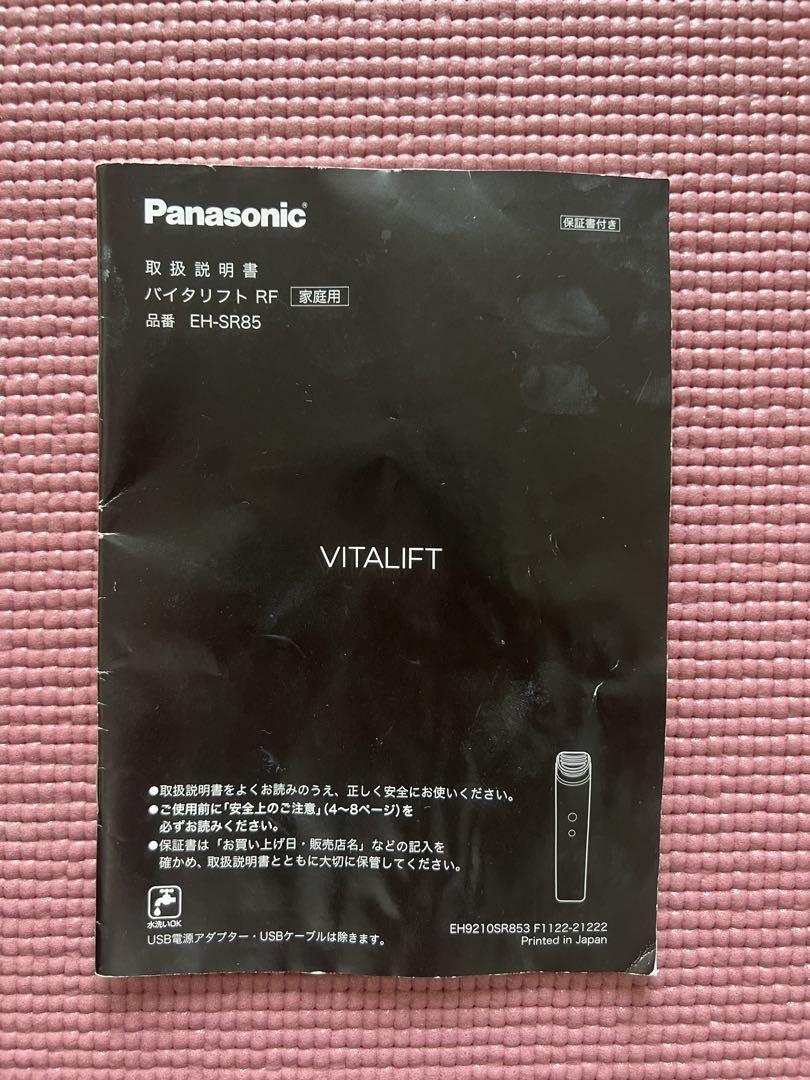 Panasonic®
保証書付き
取扱説明書
バイタリフト RF 家庭用
品番 EH-SR85
VITALIFT
●取扱説明書をよくお読みのうえ、正しく安全にお使いください。
●ご使用前に「安全上のご注意」(4〜8ページ)を
必ずお読みください。
●保証書は「お買い上げ日・販売店名」などの記入を
確かめ、取扱説明書とともに大切に保管してください。
水洗いOK
USB電源アダプター・USBケーブルは除きます。
EH9210SR853 F1122-21222
Printed in Japan